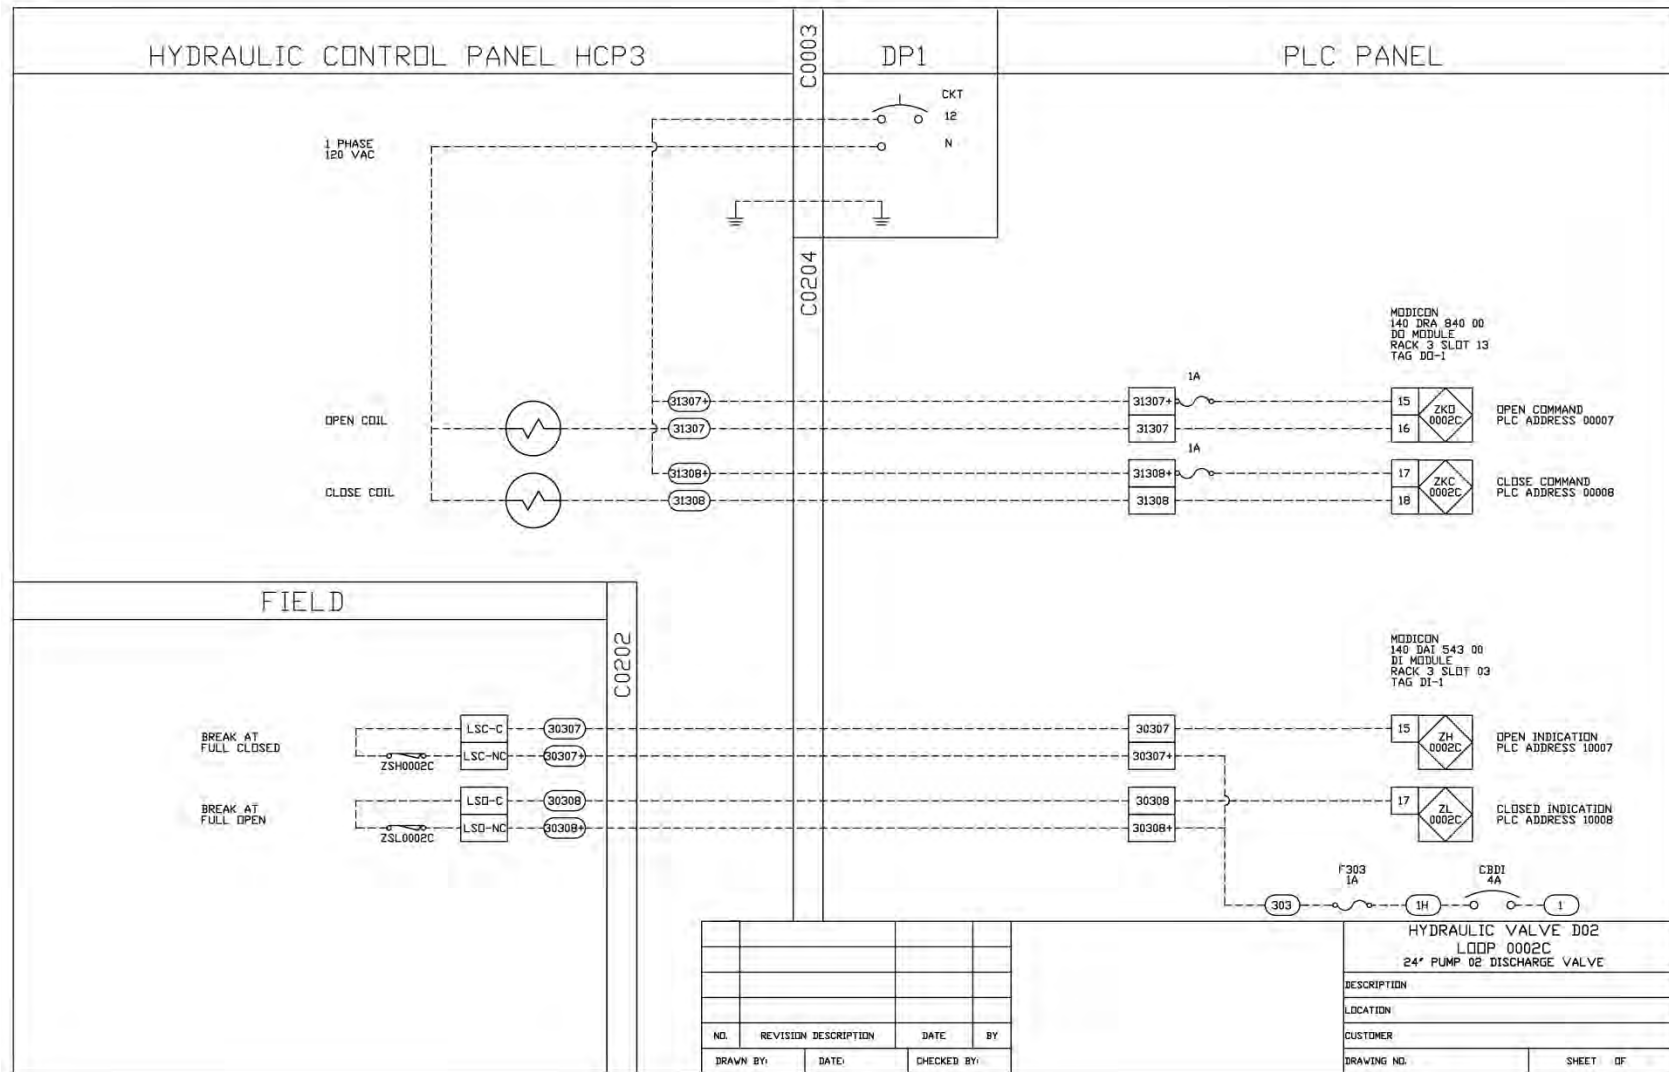 HYDRAULIC CONTROL PANEL HCP3
C0003
DP1
PLC PANEL
CKT
12
N
1 PHASE
120 VAC
C0204
MODICON
140 DRA 840 00
DO MODULE
RACK 3 SLOT 13
TAG DO-1
OPEN COIL
31307+
31307
31307+
31307
1A
15
16
ZKO
0002C
OPEN COMMAND
PLC ADDRESS 00007
CLOSE COIL
31308+
31308
31308+
31308
1A
17
18
ZKC
0002C
CLOSE COMMAND
PLC ADDRESS 00008
FIELD
C0202
MODICON
140 DAI 543 00
DI MODULE
RACK 3 SLOT 03
TAG DI-1
BREAK AT
FULL CLOSED
ZSH0002C
LSC-C
LSC-NC
30307
30307+
30307
30307+
15
ZH
0002C
OPEN INDICATION
PLC ADDRESS 10007
BREAK AT
FULL OPEN
ZSL0002C
LSO-C
LSO-NC
30308
30308+
30308
30308+
17
ZL
0002C
CLOSED INDICATION
PLC ADDRESS 10008
303
F303
1A
1H
CBDI
4A
1
HYDRAULIC VALVE D02
LOOP 0002C
24" PUMP 02 DISCHARGE VALVE
DESCRIPTION
LOCATION
CUSTOMER
DRAWING NO. SHEET OF
NO. REVISION DESCRIPTION DATE BY
DRAWN BY: DATE: CHECKED BY: